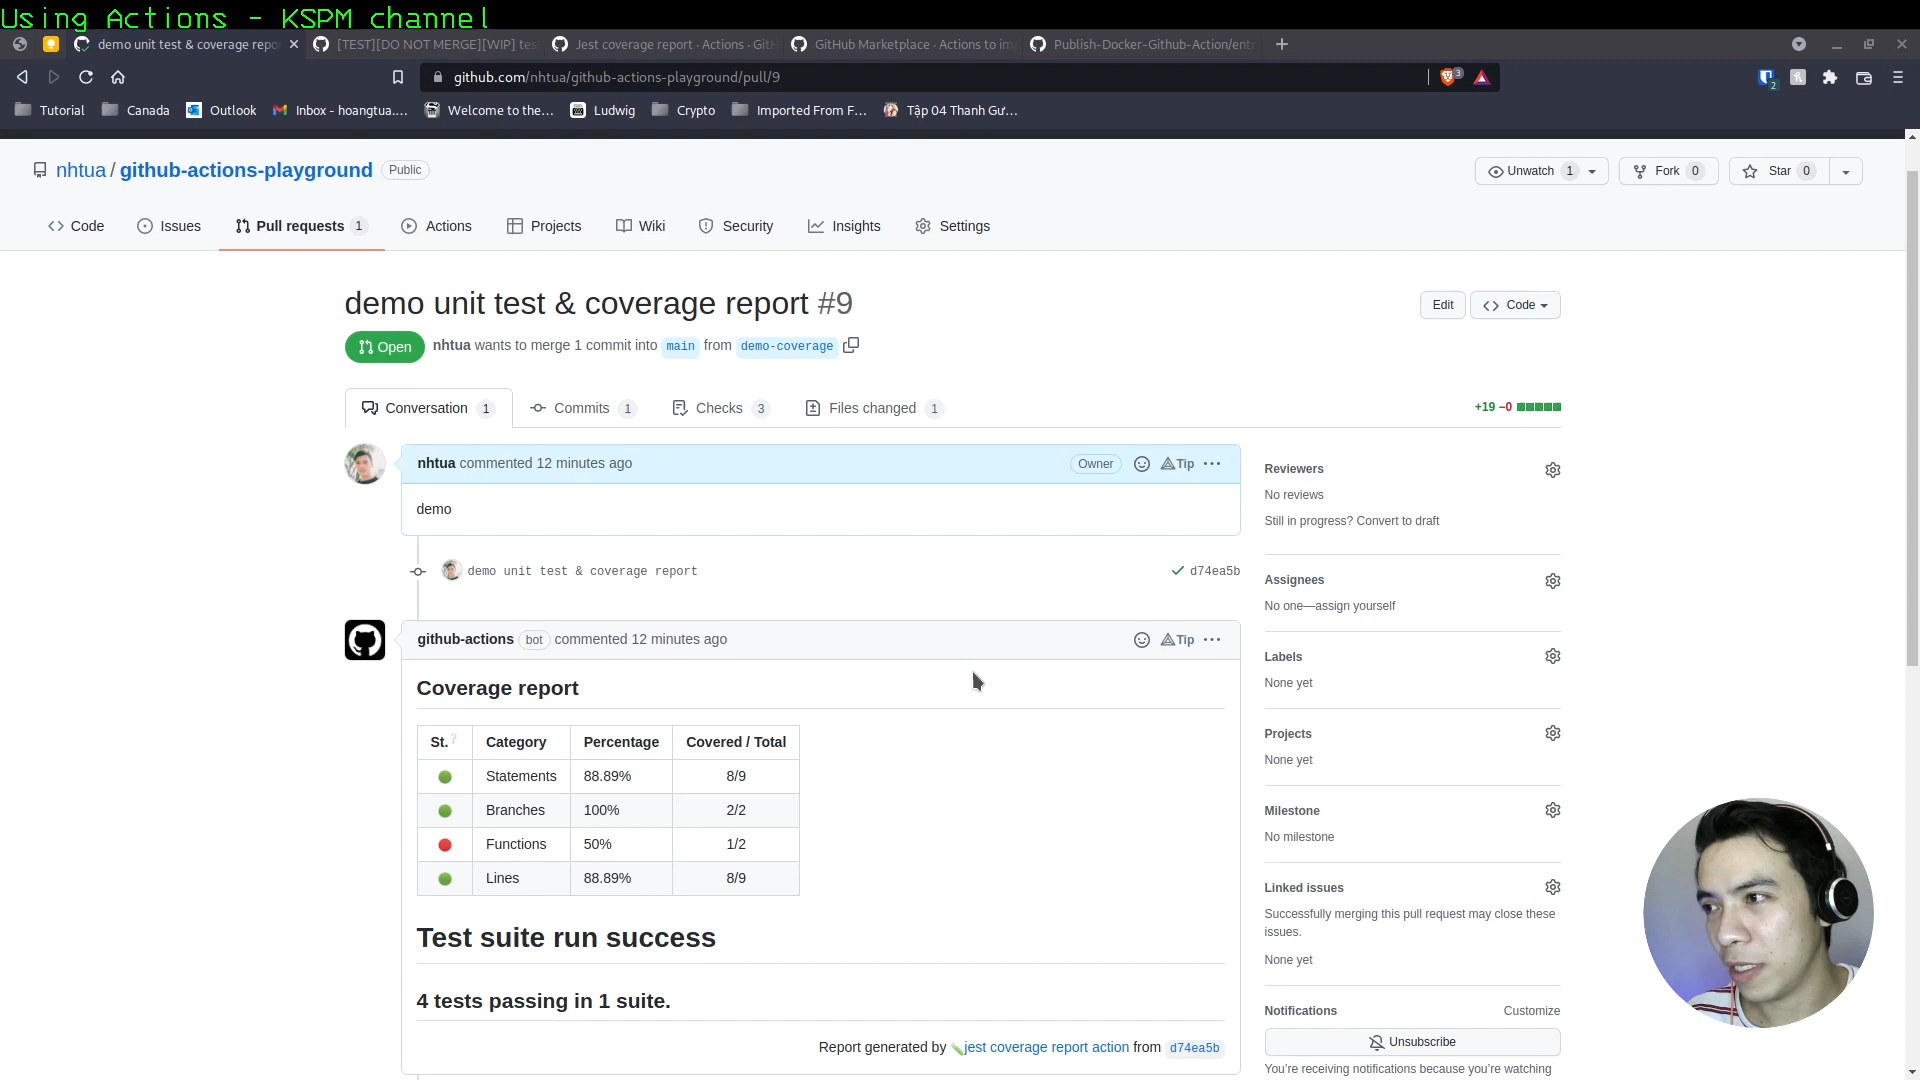 Using Actions - KSPM channel
demo unit test & coverage repo
[TEST][DO NOT MERGE][WIP] tes
Jest coverage report · Actions · GitH
GitHub Marketplace · Actions to im
Publish-Docker-Github-Action/entr
github.com/nhtua/github-actions-playground/pull/9
3
2
Tutorial
Canada
Outlook
Inbox - hoangtua....
Welcome to the...
Ludwig
Crypto
Imported From F...
Tập 04 Thanh Gư...
nhtua / github-actions-playground Public
Unwatch 1
Fork 0
Star 0
Code
Issues
Pull requests 1
Actions
Projects
Wiki
Security
Insights
Settings
demo unit test & coverage report #9
Edit
Code
Open
nhtua wants to merge 1 commit into main from demo-coverage
Conversation 1
Commits 1
Checks 3
Files changed 1
+19 −0
nhtua commented 12 minutes ago
Owner
Tip
demo
demo unit test & coverage report
d74ea5b
github-actions bot commented 12 minutes ago
Tip
Coverage report
St.? Category Percentage Covered / Total
Statements 88.89% 8/9
Branches 100% 2/2
Functions 50% 1/2
Lines 88.89% 8/9
Test suite run success
4 tests passing in 1 suite.
Report generated by jest coverage report action from d74ea5b
Reviewers
No reviews
Still in progress? Convert to draft
Assignees
No one—assign yourself
Labels
None yet
Projects
None yet
Milestone
No milestone
Linked issues
Successfully merging this pull request may close these
issues.
None yet
Notifications
Customize
Unsubscribe
You're receiving notifications because you're watching